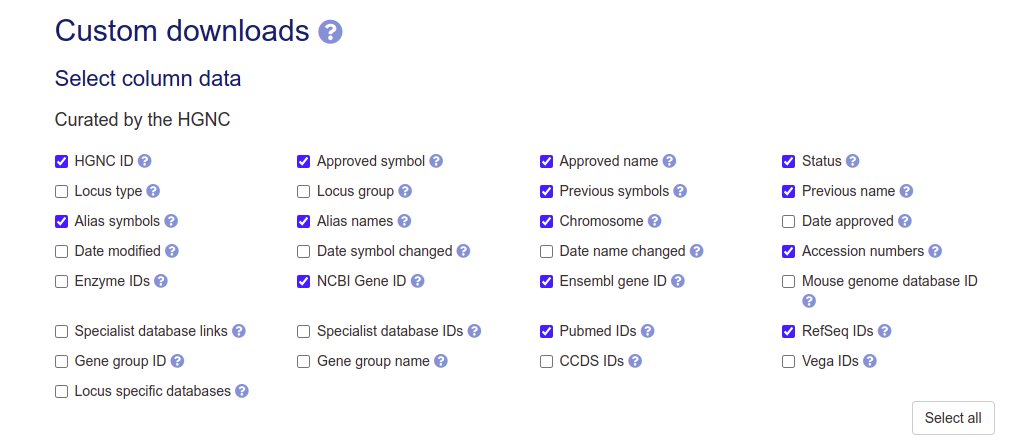 Custom downloads ?
Select column data
Curated by the HGNC
HGNC ID ? Approved symbol ? Approved name ? Status ?
Locus type ? Locus group ? Previous symbols ? Previous name ?
Alias symbols ? Alias names ? Chromosome ? Date approved ?
Date modified ? Date symbol changed ? Date name changed ? Accession numbers ?
Enzyme IDs ? NCBI Gene ID ? Ensembl gene ID ? Mouse genome database ID
?
Specialist database links ? Specialist database IDs ? Pubmed IDs ? RefSeq IDs ?
Gene group ID ? Gene group name ? CCDS IDs ? Vega IDs ?
Locus specific databases ?
Select all